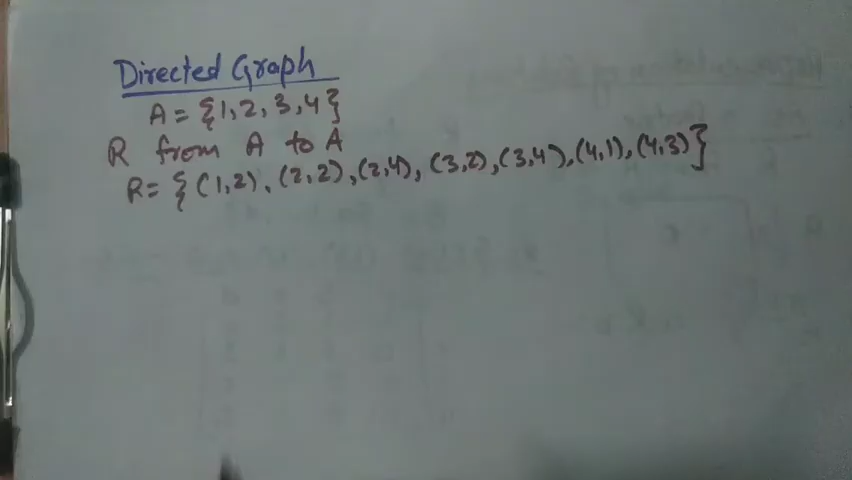 Directed Graph
A = {1,2,3,4}
R from A to A
R= {(1,2), (2,2),(2,4), (3,2),(3,4),(4,1),(4,3)}